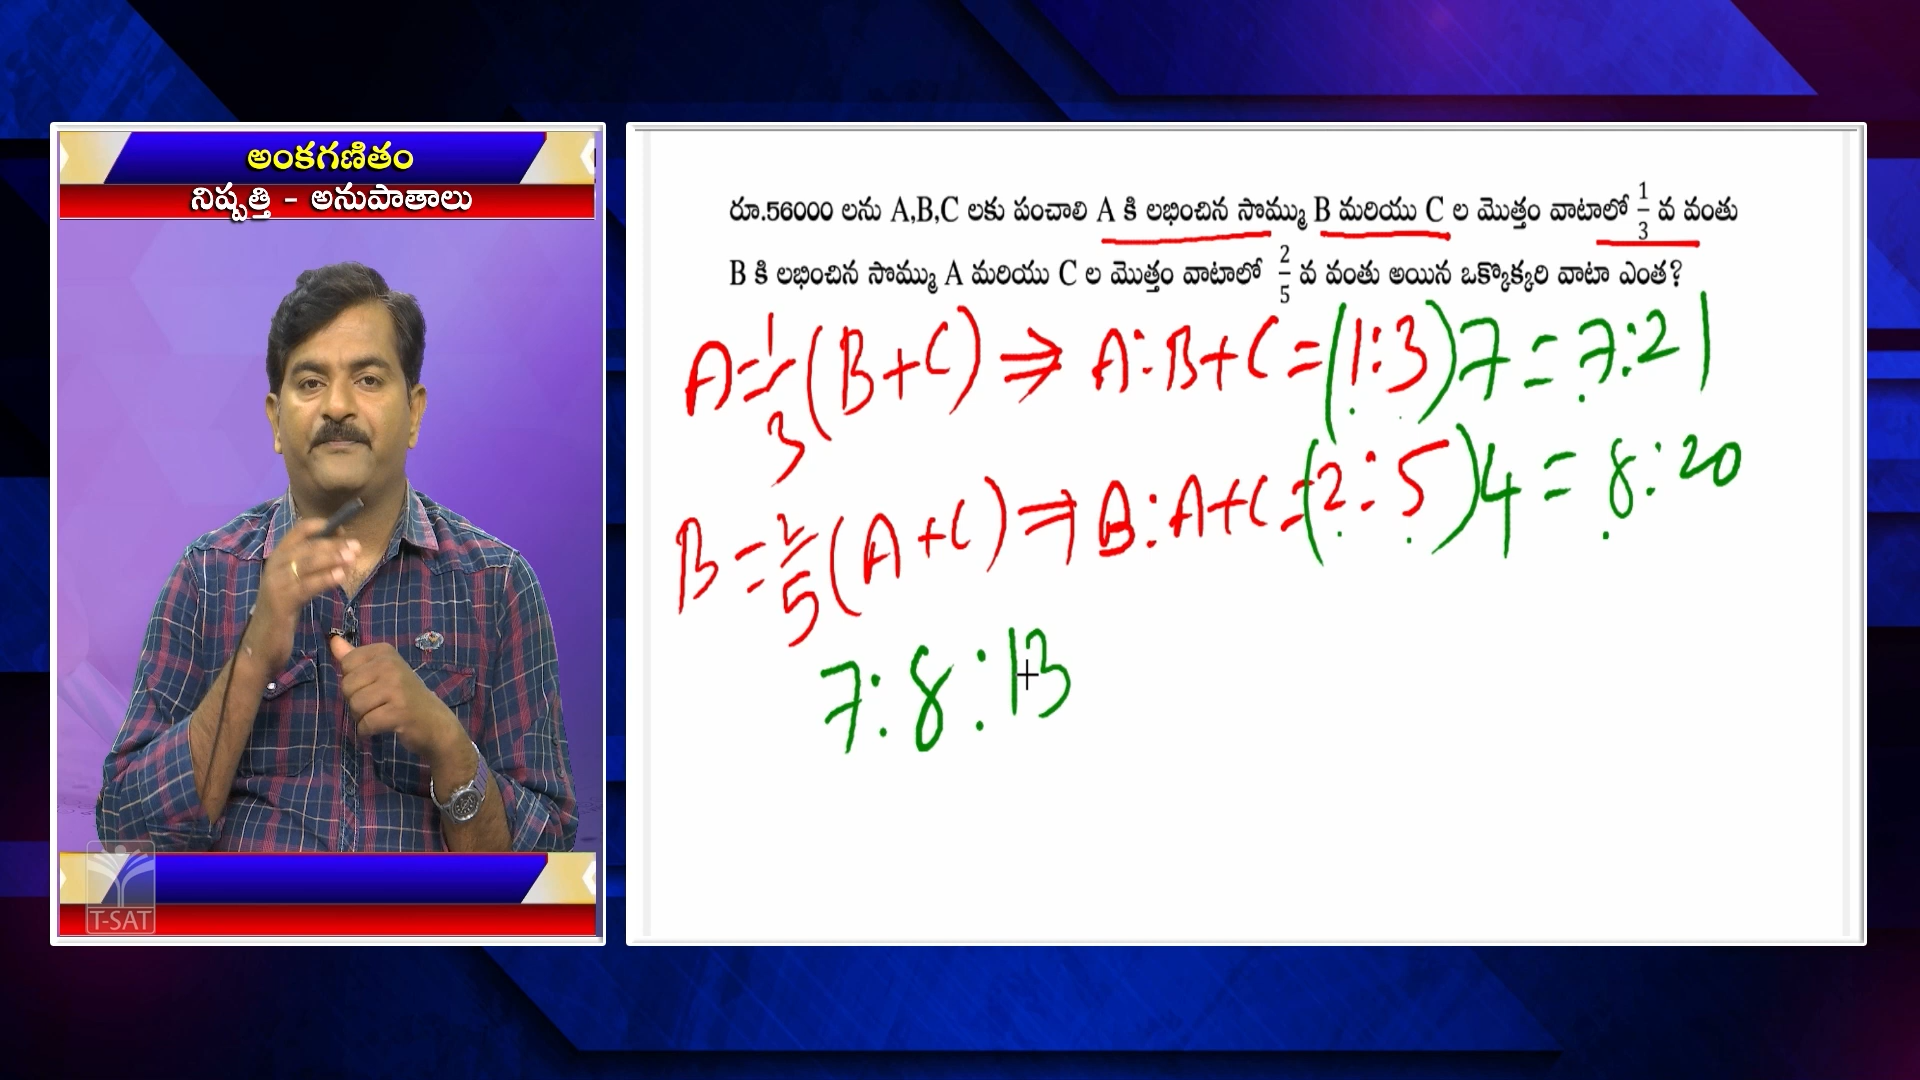 అంకగణితం
నిష్పత్తి - అనుపాతాలు
రూ.56000 లను A,B,C లకు పంచాలి A కి లభించిన సొమ్ము B మరియు C ల మొత్తం వాటాలో 1/3 వ వంతు
B కి లభించిన సొమ్ము A మరియు C ల మొత్తం వాటాలో 2/5 వ వంతు అయిన ఒక్కొక్కరి వాటా ఎంత?
A=1/3(B+C) ⇒ A:B+C=(1:3)7=7:21
B=2/5(A+C) ⇒ B:A+C=(2:5)4=8:20
7:8:13
T-SAT